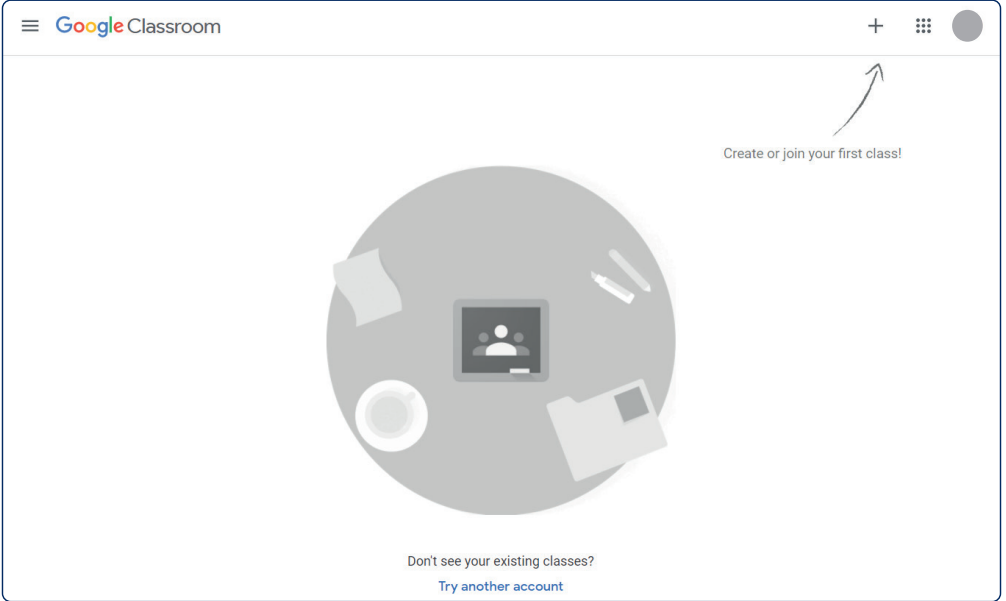 Google Classroom
Create or join your first class!
Don't see your existing classes?
Try another account